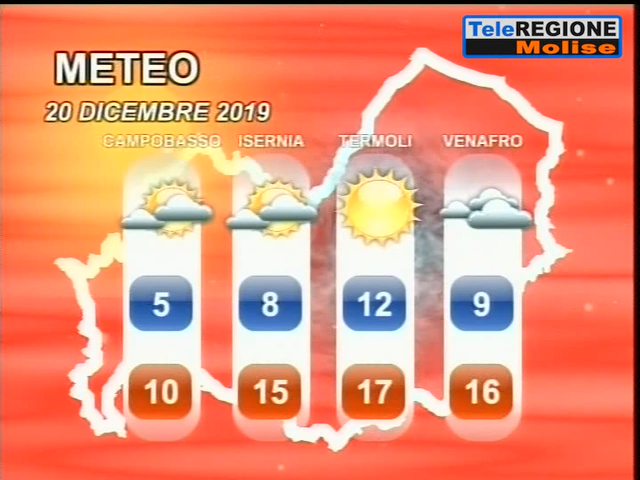 TeleREGIONE
Molise
METEO
20 DICEMBRE 2019
CAMPOBASSO ISERNIA TERMOLI VENAFRO
5 8 12 9
10 15 17 16